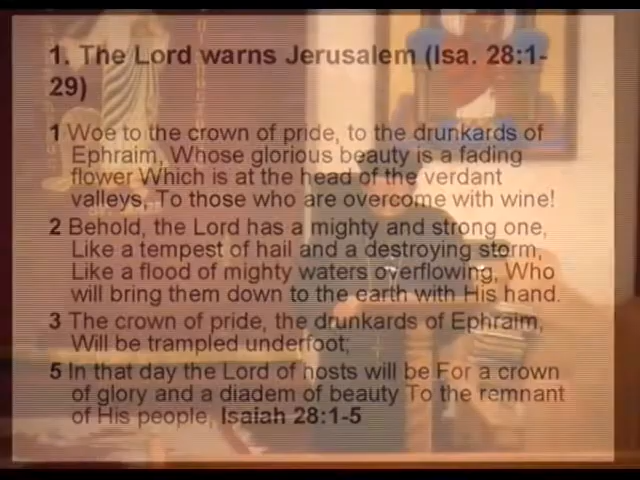 1. The Lord warns Jerusalem (Isa. 28:1-
29)
1 Woe to the crown of pride, to the drunkards of
Ephraim, Whose glorious beauty is a fading
flower Which is at the head of the verdant
valleys, To those who are overcome with wine!
2 Behold, the Lord has a mighty and strong one,
Like a tempest of hail and a destroying storm,
Like a flood of mighty waters overflowing, Who
will bring them down to the earth with His hand.
3 The crown of pride, the drunkards of Ephraim,
Will be trampled underfoot;
5 In that day the Lord of hosts will be For a crown
of glory and a diadem of beauty To the remnant
of His people, Isaiah 28:1-5